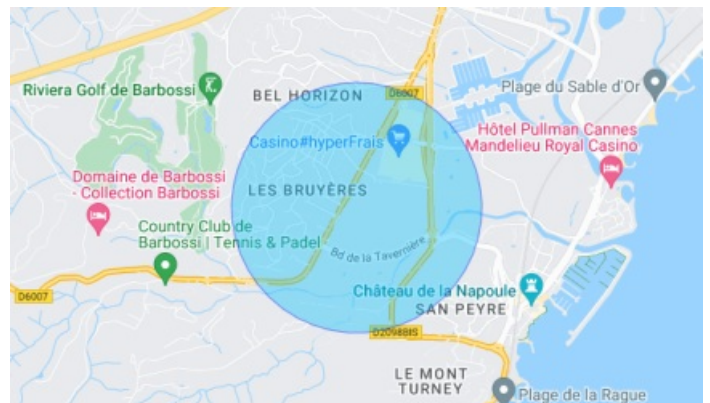 Plage du Sable d'Or
Riviera Golf de Barbossi
BEL HORIZON
D6007
Casino#hyperFrais
Hôtel Pullman Cannes
Mandelieu Royal Casino
Domaine de Barbossi
- Collection Barbossi
LES BRUYÈRES
Country Club de
Barbossi | Tennis & Padel
Bd de la Tavernière
D6007
Château de la Napoule
SAN PEYRE
D2098BIS
LE MONT
TURNEY
Plage de la Rague